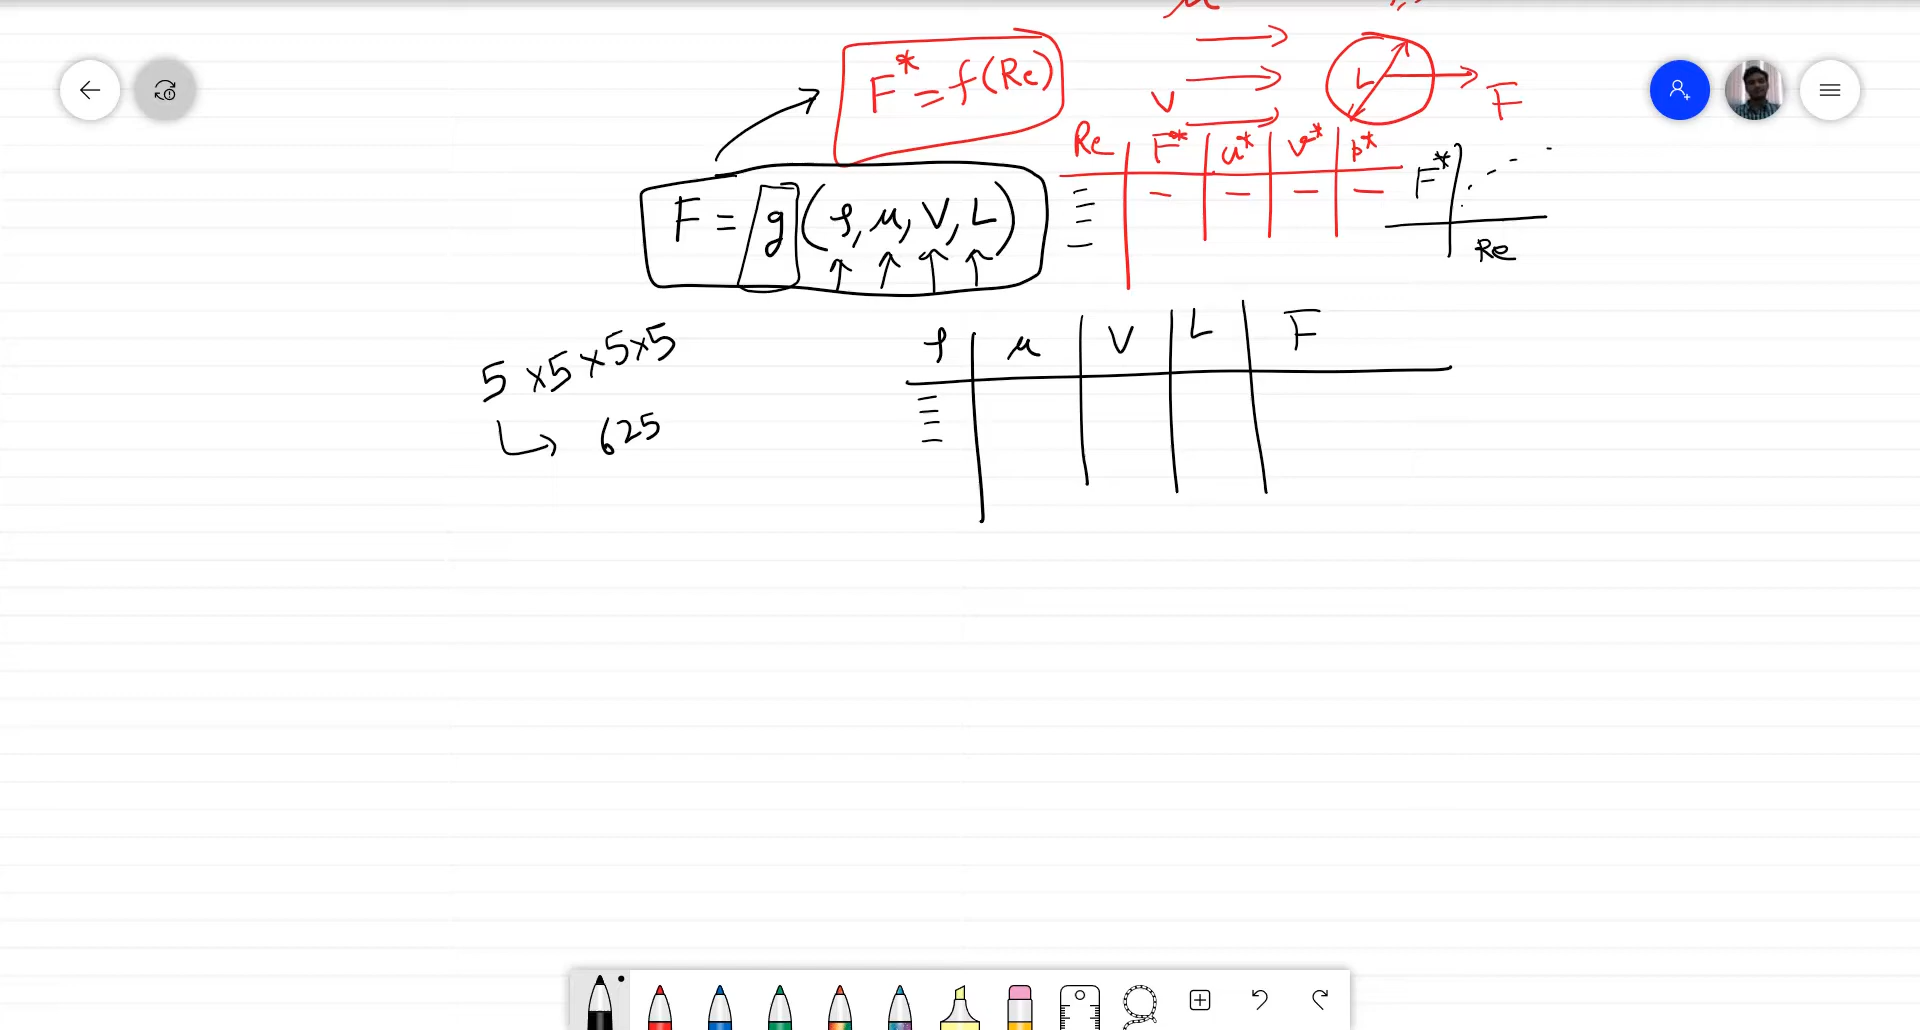 F* = f(Re)
L
V
F
Re F* u* v* p*
F*
Re
F = g(ρ, μ, V, L)
5 × 5 × 5 × 5
625
ρ μ V L F